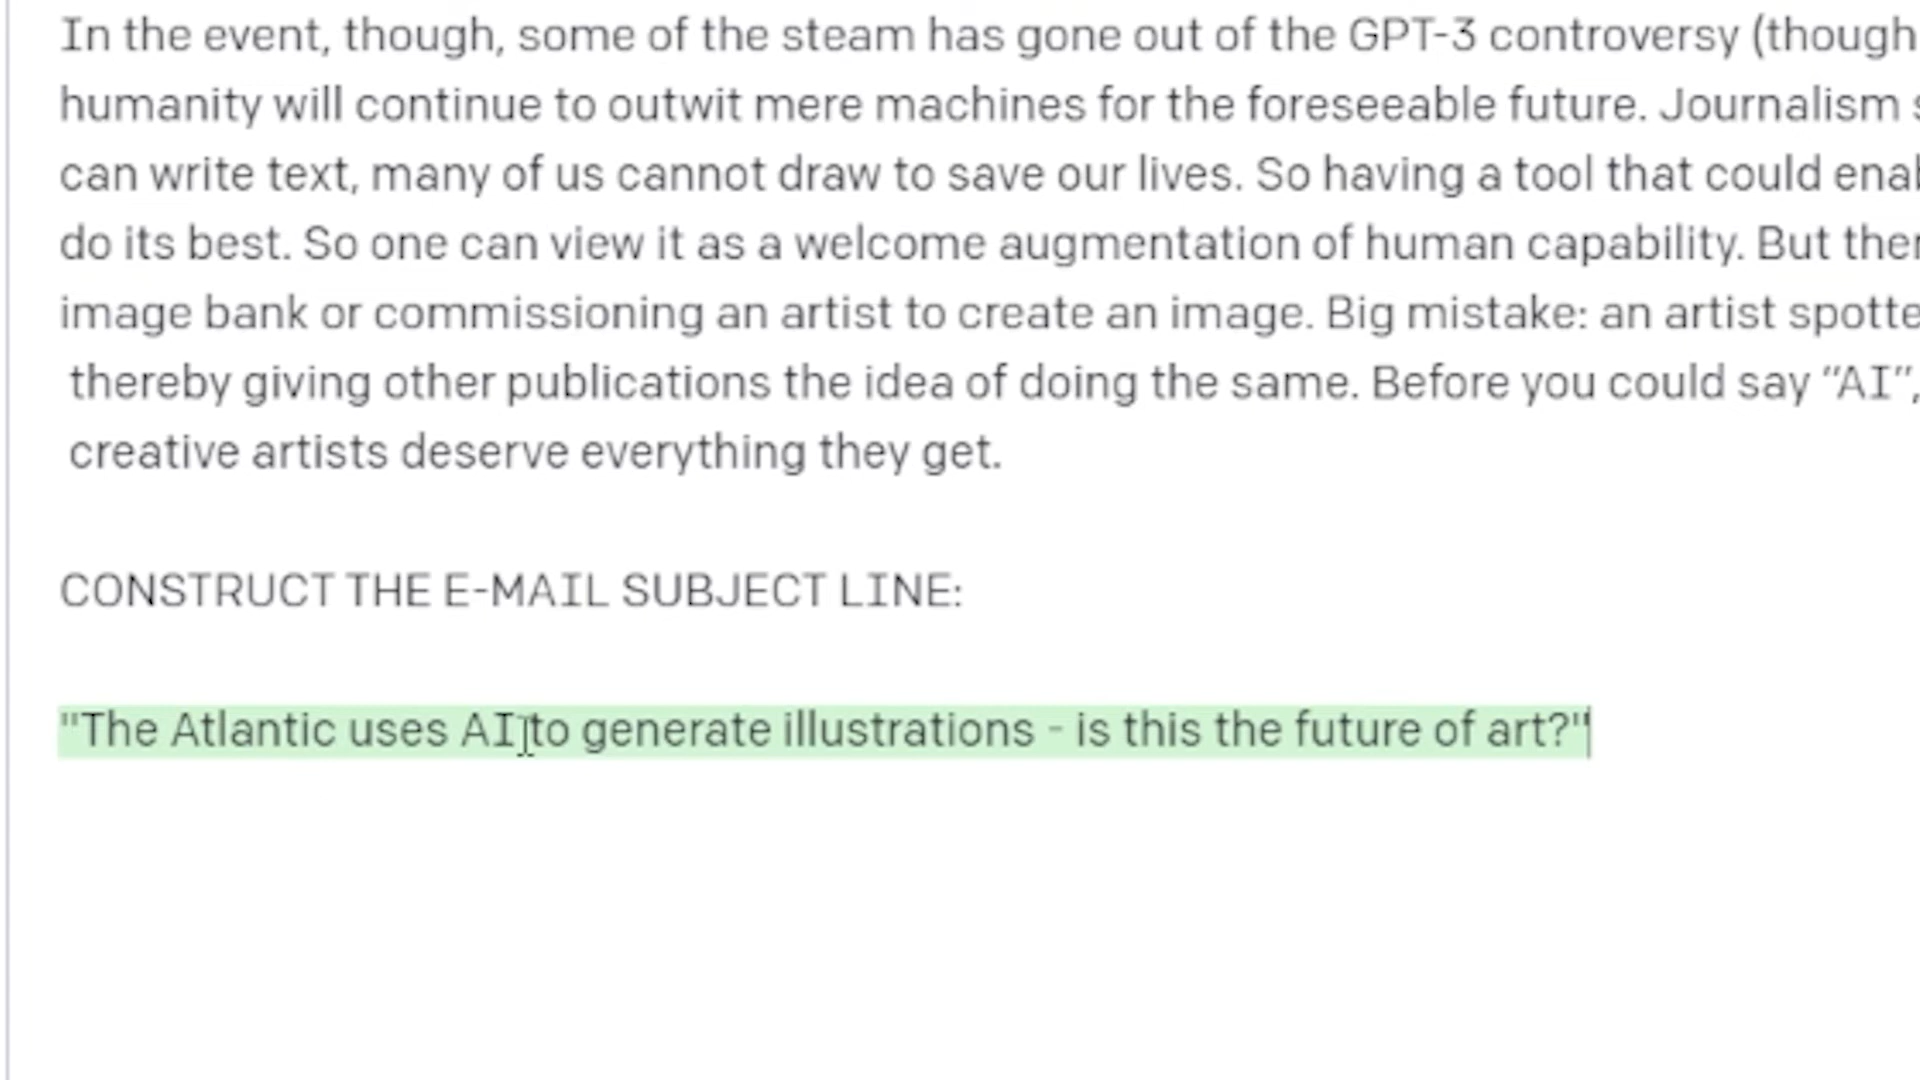 In the event, though, some of the steam has gone out of the GPT-3 controversy (though
humanity will continue to outwit mere machines for the foreseeable future. Journalism
can write text, many of us cannot draw to save our lives. So having a tool that could
do its best. So one can view it as a welcome augmentation of human capability. But
image bank or commissioning an artist to create an image. Big mistake: an artist
thereby giving other publications the idea of doing the same. Before you could say “AI”,
creative artists deserve everything they get.
CONSTRUCT THE E-MAIL SUBJECT LINE:
"The Atlantic uses AI to generate illustrations - is this the future of art?"